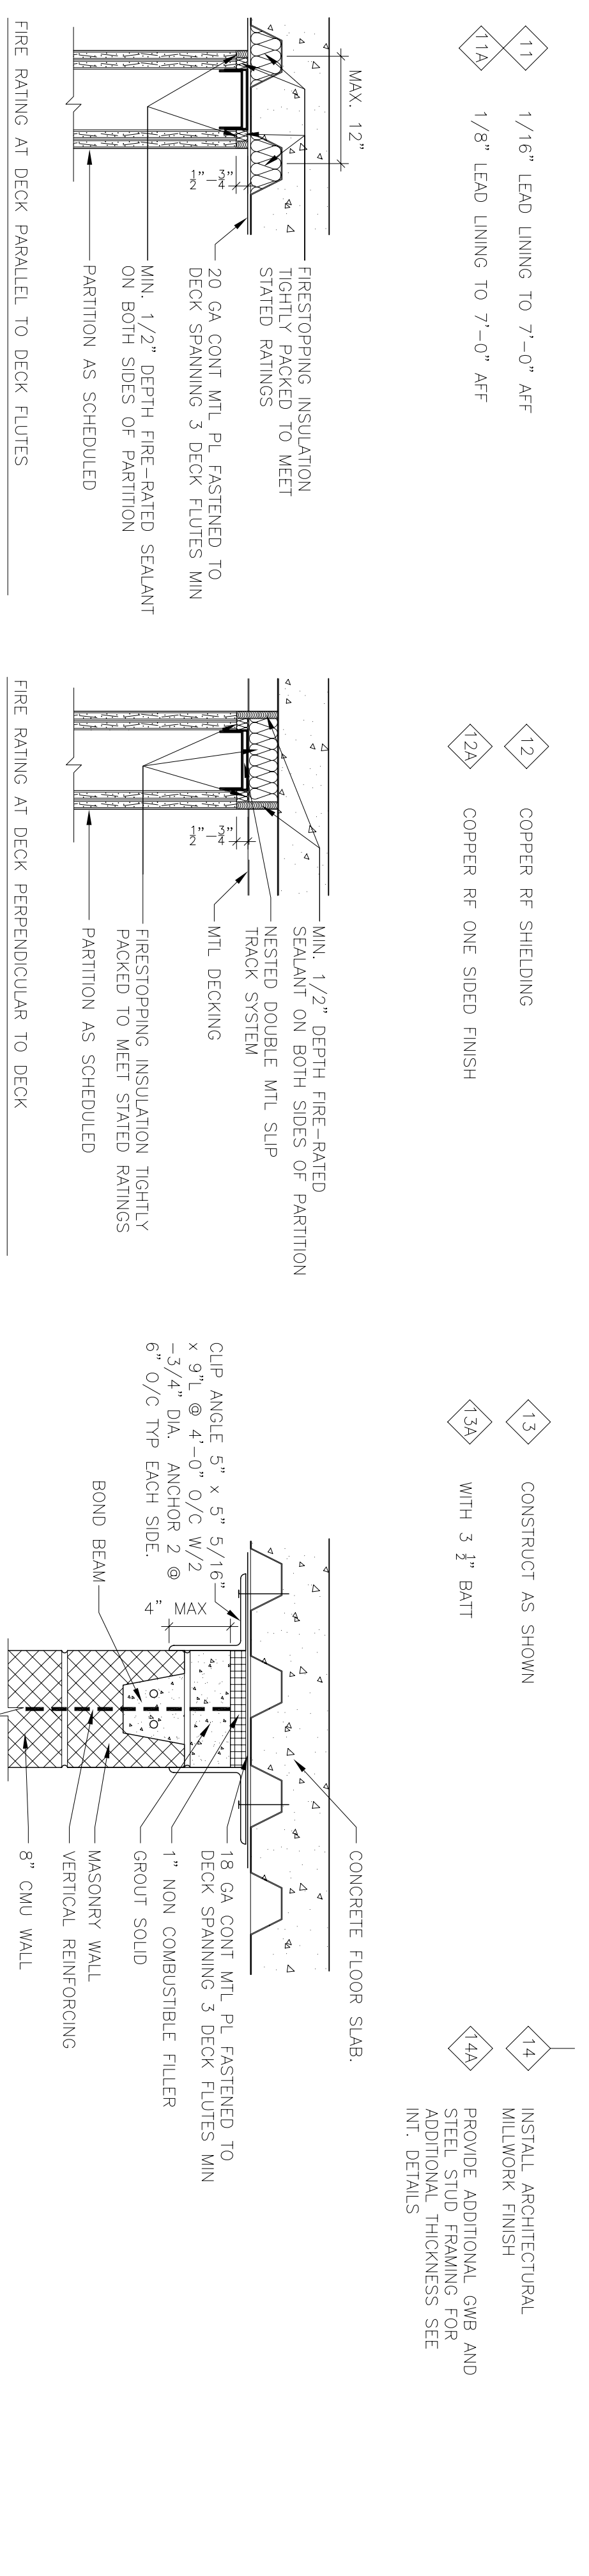 11
1/16" LEAD LINING TO 7'-0" AFF
11A
1/8" LEAD LINING TO 7'-0" AFF
MAX. 12"
1/2"-3/4"
FIRESTOPPING INSULATION
TIGHTLY PACKED TO MEET
STATED RATINGS
20 GA CONT MTL PL FASTENED TO
DECK SPANNING 3 DECK FLUTES MIN
MIN. 1/2" DEPTH FIRE-RATED SEALANT
ON BOTH SIDES OF PARTITION
PARTITION AS SCHEDULED
FIRE RATING AT DECK PARALLEL TO DECK FLUTES
12
COPPER RF SHIELDING
12A
COPPER RF ONE SIDED FINISH
1/2"-3/4"
MIN. 1/2" DEPTH FIRE-RATED
SEALANT ON BOTH SIDES OF PARTITION
NESTED DOUBLE MTL SLIP
TRACK SYSTEM
MTL DECKING
FIRESTOPPING INSULATION TIGHTLY
PACKED TO MEET STATED RATINGS
PARTITION AS SCHEDULED
FIRE RATING AT DECK PERPENDICULAR TO DECK
13
CONSTRUCT AS SHOWN
13A
WITH 3 1/2" BATT
CLIP ANGLE 5" x 5" 5/16"
x 9"L @ 4'-0" O/C W/2
-3/4" DIA. ANCHOR 2 @
6" O/C TYP EACH SIDE.
4" MAX
BOND BEAM
CONCRETE FLOOR SLAB.
18 GA CONT MTL PL FASTENED TO
DECK SPANNING 3 DECK FLUTES MIN
1" NON COMBUSTIBLE FILLER
GROUT SOLID
MASONRY WALL
VERTICAL REINFORCING
8" CMU WALL
14
INSTALL ARCHITECTURAL
MILLWORK FINISH
14A
PROVIDE ADDITIONAL GWB AND
STEEL STUD FRAMING FOR
ADDITIONAL THICKNESS SEE
INT. DETAILS